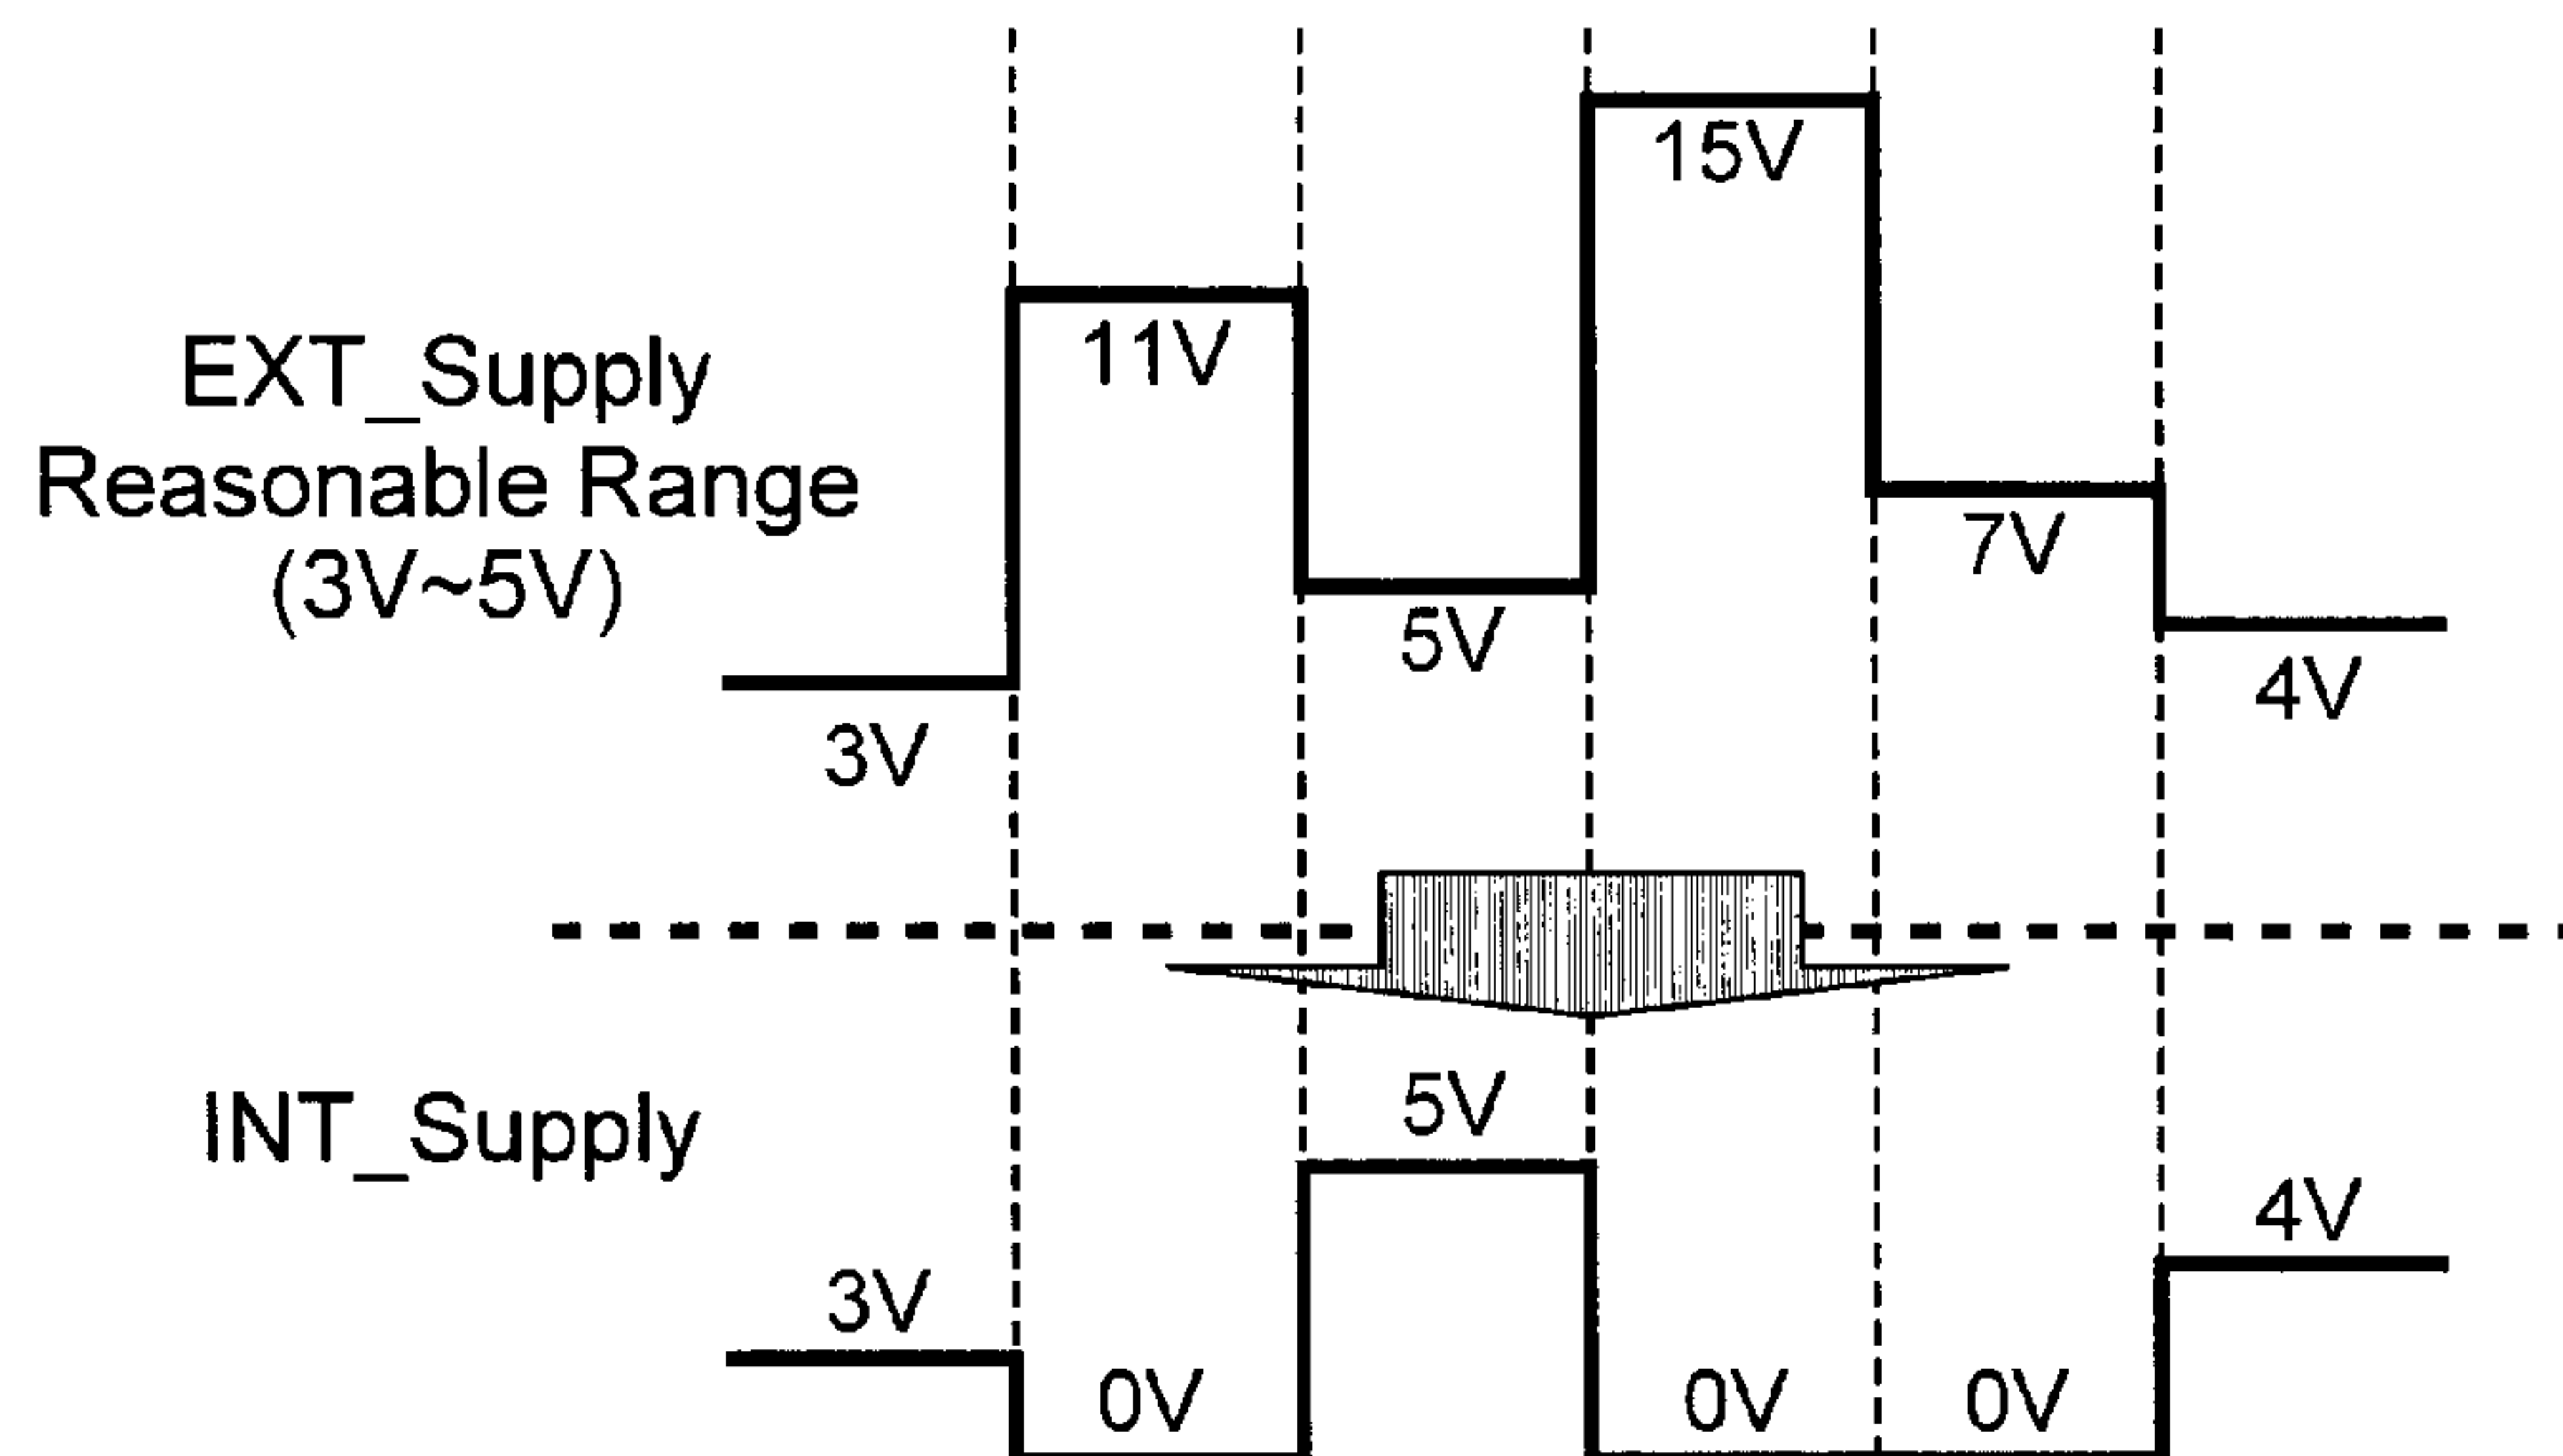 15V
11V
EXT_Supply
Reasonable Range
(3V~5V)
7V
5V
4V
3V
5V
INT_Supply
4V
3V
0V
0V
0V